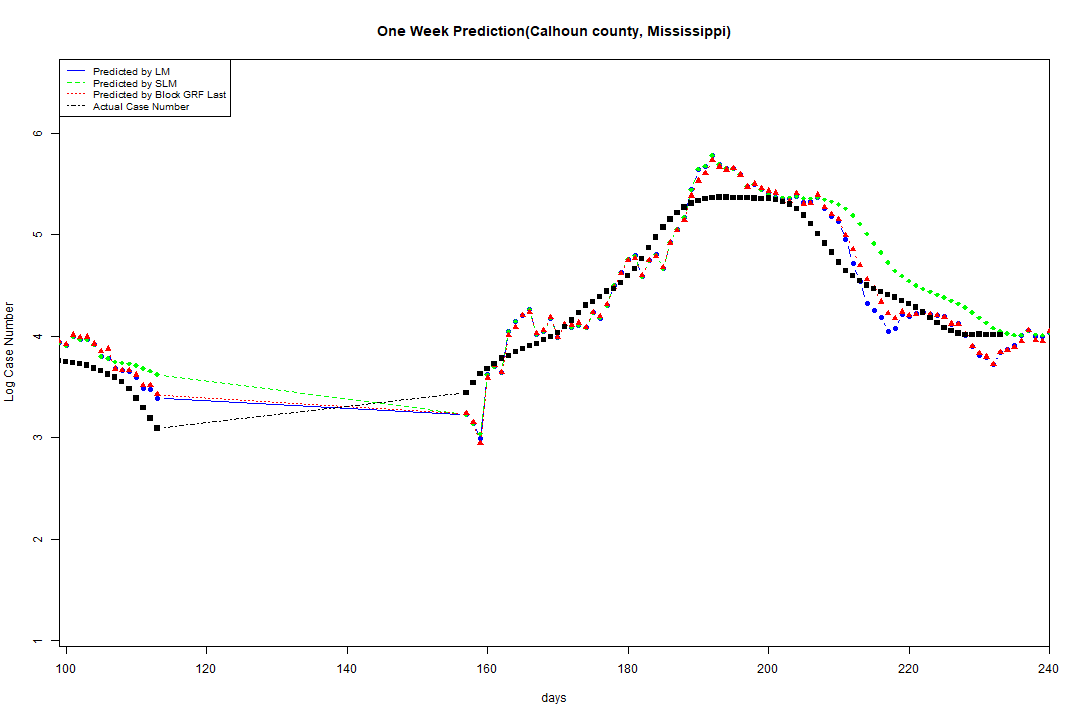 One Week Prediction(Calhoun county, Mississippi)
Predicted by LM
Predicted by SLM
Predicted by Block GRF Last
Actual Case Number
6
5
4
3
2
1
Log Case Number
100 120 140 160 180 200 220 240
days